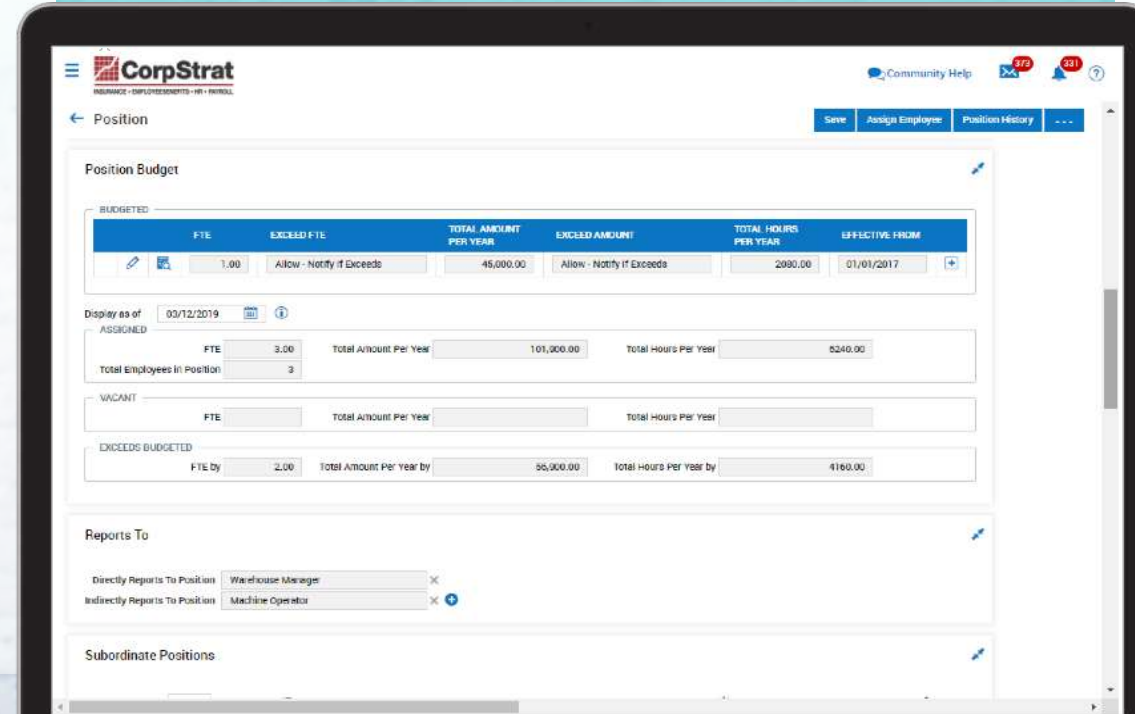 CorpStrat
INSURANCE • EMPLOYEE BENEFITS • HR • PAYROLL
Community Help 373 331 ?
← Position Save Assign Employee Position History ...
Position Budget
BUDGETED
FTE EXCEED FTE TOTAL AMOUNT PER YEAR EXCEED AMOUNT TOTAL HOURS PER YEAR EFFECTIVE FROM
1.00 Allow - Notify if Exceeds 45,000.00 Allow - Notify if Exceeds 2080.00 01/01/2017
Display as of 03/12/2019
ASSIGNED
FTE 3.00 Total Amount Per Year 101,900.00 Total Hours Per Year 6240.00
Total Employees in Position 3
VACANT
FTE Total Amount Per Year Total Hours Per Year
EXCEEDS BUDGETED
FTE by 2.00 Total Amount Per Year by 56,900.00 Total Hours Per Year by 4160.00
Reports To
Directly Reports To Position Warehouse Manager
Indirectly Reports To Position Machine Operator
Subordinate Positions